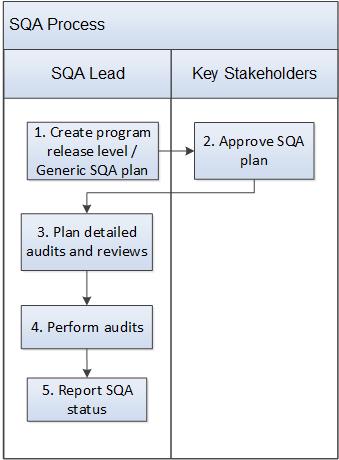 SQA Process
SQA Lead
Key Stakeholders
1. Create program
release level /
Generic SQA plan
2. Approve SQA
plan
3. Plan detailed
audits and reviews
4. Perform audits
5. Report SQA
status